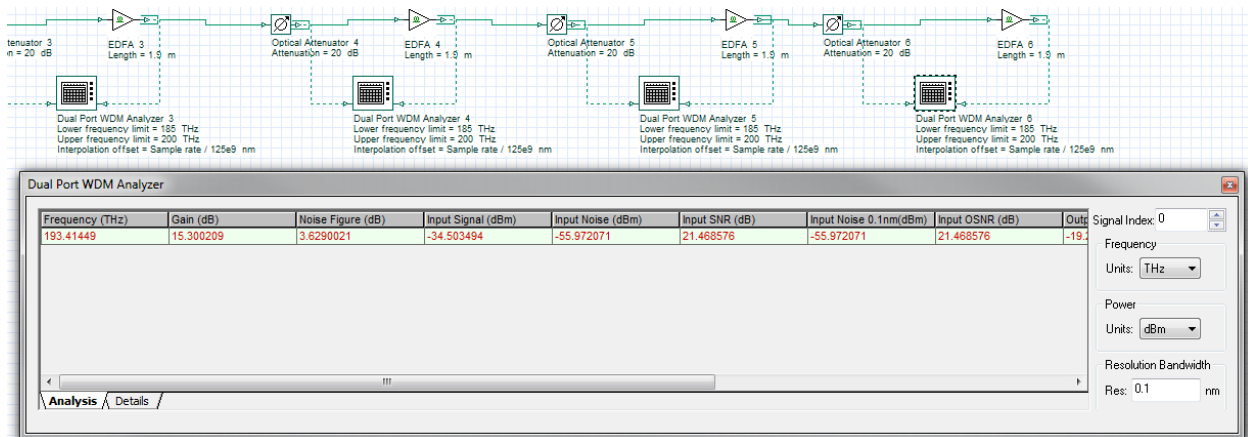 tenuator 3
n = 20 dB
EDFA 3
Length = 1.9 m
Optical Attenuator 4
Attenuation = 20 dB
EDFA 4
Length = 1.9 m
Optical Attenuator 5
Attenuation = 20 dB
EDFA 5
Length = 1.9 m
Optical Attenuator 6
Attenuation = 20 dB
EDFA 6
Length = 1.9 m
Dual Port WDM Analyzer 3
Lower frequency limit = 185 THz
Upper frequency limit = 200 THz
Interpolation offset = Sample rate / 125e9 nm
Dual Port WDM Analyzer 4
Lower frequency limit = 185 THz
Upper frequency limit = 200 THz
Interpolation offset = Sample rate / 125e9 nm
Dual Port WDM Analyzer 5
Lower frequency limit = 185 THz
Upper frequency limit = 200 THz
Interpolation offset = Sample rate / 125e9 nm
Dual Port WDM Analyzer 6
Lower frequency limit = 185 THz
Upper frequency limit = 200 THz
Interpolation offset = Sample rate / 125e9 nm
Dual Port WDM Analyzer
Frequency (THz) Gain (dB) Noise Figure (dB) Input Signal (dBm) Input Noise (dBm) Input SNR (dB) Input Noise 0.1nm(dBm) Input OSNR (dB) Outp
193.41449 15.300209 3.6290021 -34.503494 -55.972071 21.468576 -55.972071 21.468576 -19.2
Signal Index: 0
Frequency
Units: THz
Power
Units: dBm
Resolution Bandwidth
Res: 0.1 nm
Analysis Details